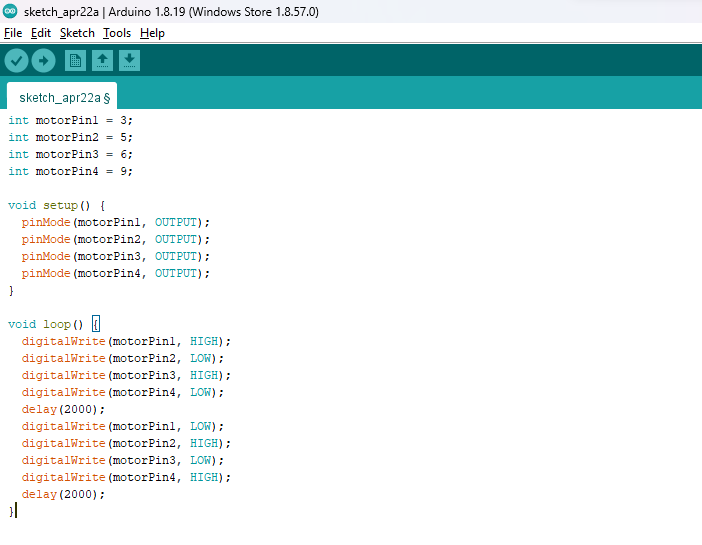 sketch_apr22a | Arduino 1.8.19 (Windows Store 1.8.57.0)
File Edit Sketch Tools Help
sketch_apr22a §
int motorPin1 = 3;
int motorPin2 = 5;
int motorPin3 = 6;
int motorPin4 = 9;
void setup() {
  pinMode(motorPin1, OUTPUT);
  pinMode(motorPin2, OUTPUT);
  pinMode(motorPin3, OUTPUT);
  pinMode(motorPin4, OUTPUT);
}
void loop() {
  digitalWrite(motorPin1, HIGH);
  digitalWrite(motorPin2, LOW);
  digitalWrite(motorPin3, HIGH);
  digitalWrite(motorPin4, LOW);
  delay(2000);
  digitalWrite(motorPin1, LOW);
  digitalWrite(motorPin2, HIGH);
  digitalWrite(motorPin3, LOW);
  digitalWrite(motorPin4, HIGH);
  delay(2000);
}